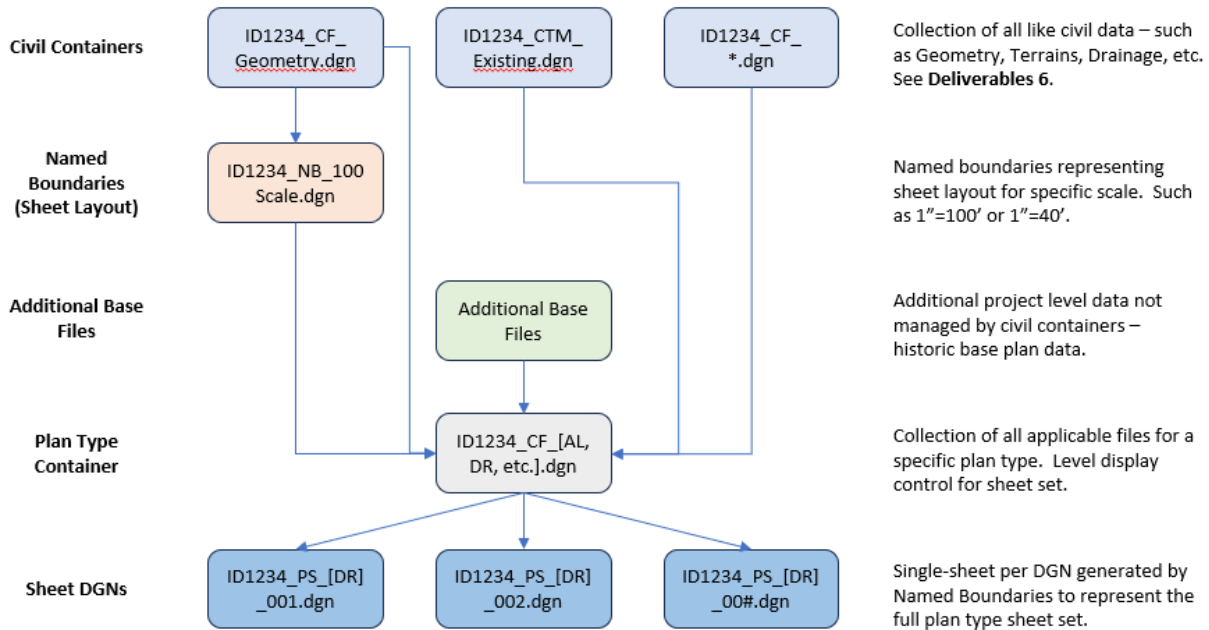 Civil Containers
ID1234_CF_
Geometry.dgn
ID1234_CTM_
Existing.dgn
ID1234_CF_
*.dgn
Collection of all like civil data – such
as Geometry, Terrains, Drainage, etc.
See Deliverables 6.
Named
Boundaries
(Sheet Layout)
ID1234_NB_100
Scale.dgn
Named boundaries representing
sheet layout for specific scale.  Such
as 1”=100’ or 1”=40’.
Additional Base
Files
Additional Base
Files
Additional project level data not
managed by civil containers –
historic base plan data.
Plan Type
Container
ID1234_CF_[AL,
DR, etc.].dgn
Collection of all applicable files for a
specific plan type.  Level display
control for sheet set.
Sheet DGNs
ID1234_PS_[DR]
_001.dgn
ID1234_PS_[DR]
_002.dgn
ID1234_PS_[DR]
_00#.dgn
Single-sheet per DGN generated by
Named Boundaries to represent the
full plan type sheet set.